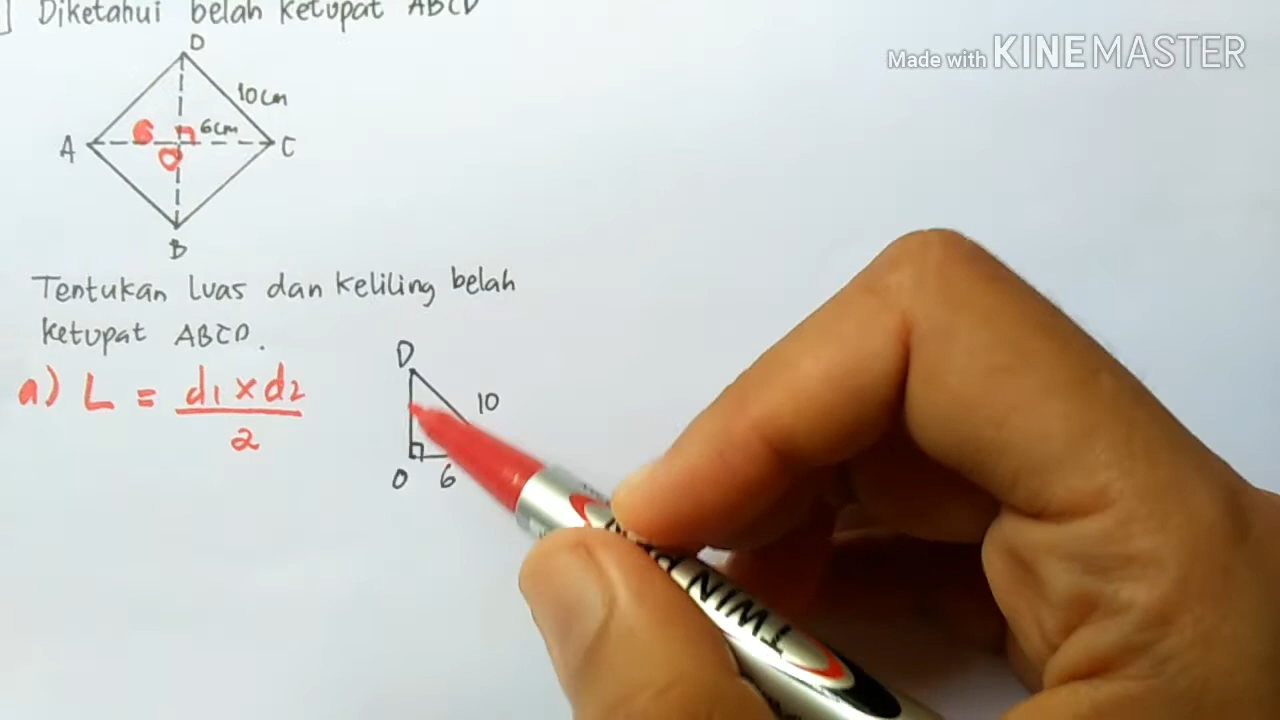 Diketahui belah ketupat ABCD
Made with KINEMASTER
D
10cm
6 6cm
A C
O
B
Tentukan luas dan keliling belah
ketupat ABCD.
a) L = d1 x d2
2
D
10
O 6
TWIN